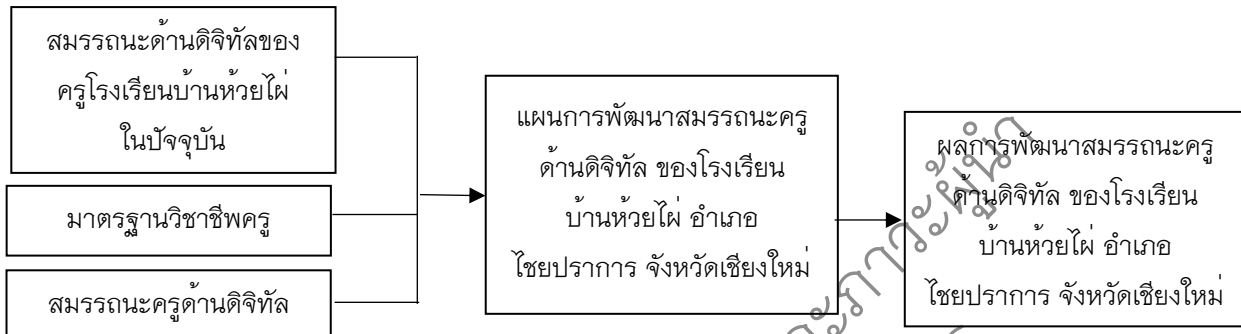 สมรรถนะด้านดิจิทัลของ
ครูโรงเรียนบ้านห้วยไผ่
ในปัจจุบัน
มาตรฐานวิชาชีพครู
สมรรถนะครูด้านดิจิทัล
แผนการพัฒนาสมรรถนะครู
ด้านดิจิทัล ของโรงเรียน
บ้านห้วยไผ่ อำเภอ
ไชยปราการ จังหวัดเชียงใหม่
ผลการพัฒนาสมรรถนะครู
ด้านดิจิทัล ของโรงเรียน
บ้านห้วยไผ่ อำเภอ
ไชยปราการ จังหวัดเชียงใหม่